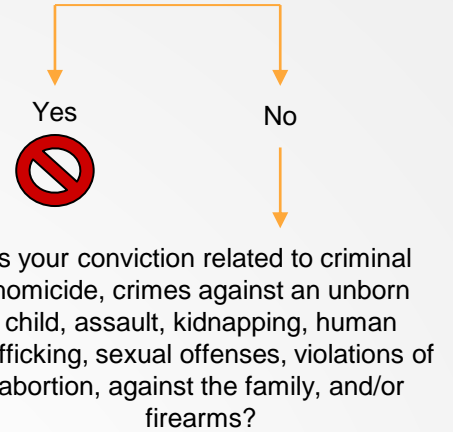 Yes No
s your conviction related to criminal
homicide, crimes against an unborn
child, assault, kidnapping, human
fficking, sexual offenses, violations of
abortion, against the family, and/or
firearms?